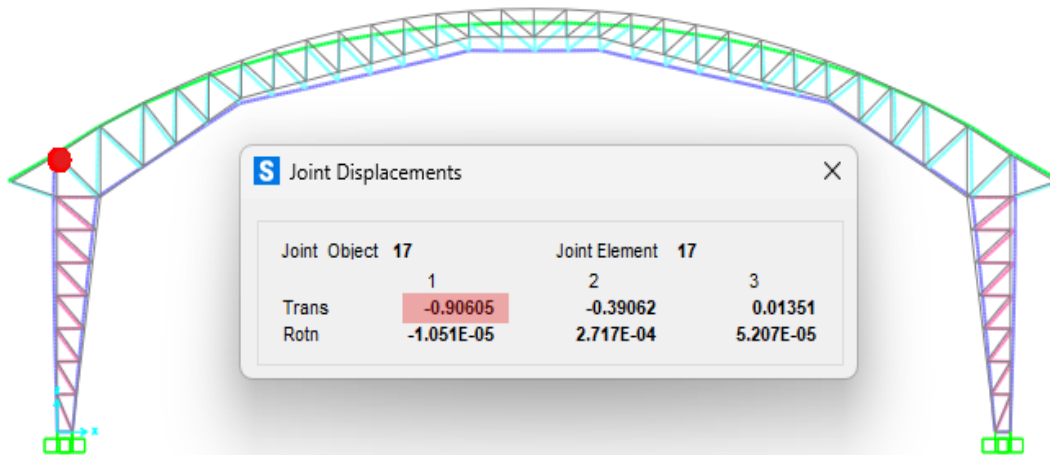 S Joint Displacements
Joint Object 17 Joint Element 17
1 2 3
Trans -0.90605 -0.39062 0.01351
Rotn -1.051E-05 2.717E-04 5.207E-05
x